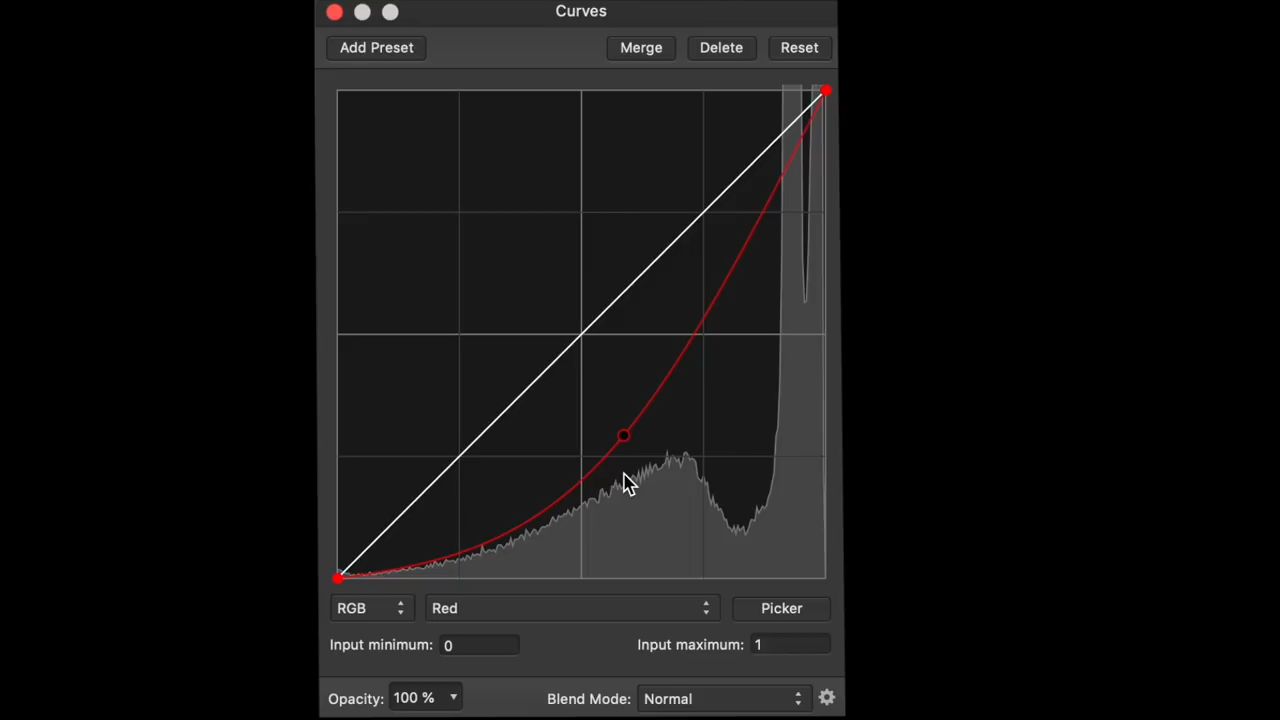 Curves
Add Preset Merge Delete Reset
RGB Red Picker
Input minimum: 0 Input maximum: 1
Opacity: 100 % Blend Mode: Normal